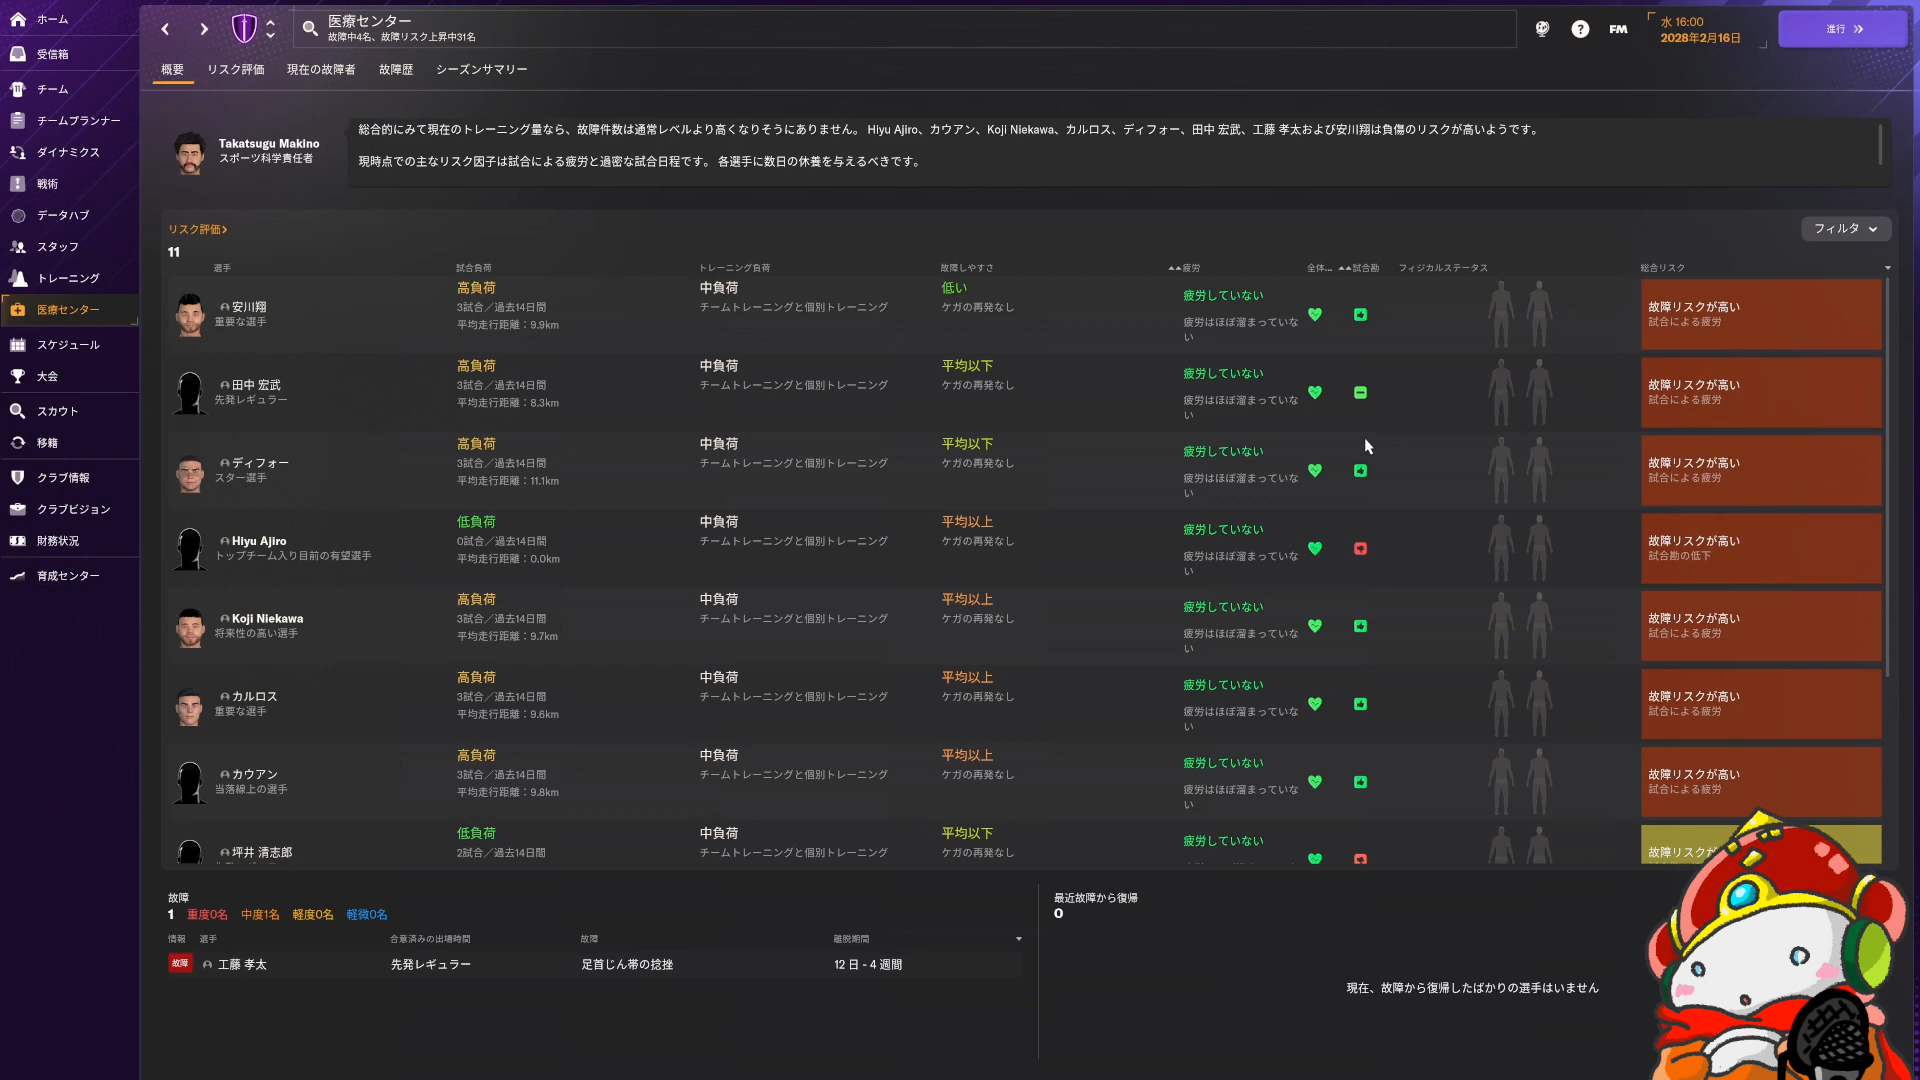 ホーム
受信箱
チーム
チームプランナー
ダイナミクス
戦術
データハブ
スタッフ
トレーニング
医療センター
スケジュール
大会
スカウト
移籍
クラブ情報
クラブビジョン
財務状況
育成センター
医療センター
故障中4名、故障リスク上昇中31名
FM
水 16:00
2028年2月16日
進行
概要 リスク評価 現在の故障者 故障歴 シーズンサマリー
Takatsugu Makino
スポーツ科学責任者
総合的にみて現在のトレーニング量なら、故障件数は通常レベルより高くなりそうにありません。 Hiyu Ajiro、カウアン、Koji Niekawa、カルロス、ディフォー、田中 宏武、工藤 孝太および安川翔は負傷のリスクが高いようです。
現時点での主なリスク因子は試合による疲労と過密な試合日程です。 各選手に数日の休養を与えるべきです。
リスク評価
フィルタ
11
選手 試合負荷 トレーニング負荷 故障しやすさ 疲労 全体... 試合勘 フィジカルステータス 総合リスク
安川翔
重要な選手
高負荷
3試合／過去14日間
平均走行距離：9.9km
中負荷
チームトレーニングと個別トレーニング
低い
ケガの再発なし
疲労していない
疲労はほぼ溜まっていな
い
故障リスクが高い
試合による疲労
田中 宏武
先発レギュラー
高負荷
3試合／過去14日間
平均走行距離：8.3km
中負荷
チームトレーニングと個別トレーニング
平均以下
ケガの再発なし
疲労していない
疲労はほぼ溜まっていな
い
故障リスクが高い
試合による疲労
ディフォー
スター選手
高負荷
3試合／過去14日間
平均走行距離：11.1km
中負荷
チームトレーニングと個別トレーニング
平均以下
ケガの再発なし
疲労していない
疲労はほぼ溜まっていな
い
故障リスクが高い
試合による疲労
Hiyu Ajiro
トップチーム入り目前の有望選手
低負荷
0試合／過去14日間
平均走行距離：0.0km
中負荷
チームトレーニングと個別トレーニング
平均以上
ケガの再発なし
疲労していない
疲労はほぼ溜まっていな
い
故障リスクが高い
試合勘の低下
Koji Niekawa
将来性の高い選手
高負荷
3試合／過去14日間
平均走行距離：9.7km
中負荷
チームトレーニングと個別トレーニング
平均以上
ケガの再発なし
疲労していない
疲労はほぼ溜まっていな
い
故障リスクが高い
試合による疲労
カルロス
重要な選手
高負荷
3試合／過去14日間
平均走行距離：9.6km
中負荷
チームトレーニングと個別トレーニング
平均以上
ケガの再発なし
疲労していない
疲労はほぼ溜まっていな
い
故障リスクが高い
試合による疲労
カウアン
当落線上の選手
高負荷
3試合／過去14日間
平均走行距離：9.8km
中負荷
チームトレーニングと個別トレーニング
平均以上
ケガの再発なし
疲労していない
疲労はほぼ溜まっていな
い
故障リスクが高い
試合による疲労
坪井 清志郎
低負荷
2試合／過去14日間
中負荷
チームトレーニングと個別トレーニング
平均以下
ケガの再発なし
疲労していない
故障リスクが
故障
1 重度0名 中度1名 軽度0名 軽微0名
情報 選手 合意済みの出場時間 故障 離脱期間
故障 工藤 孝太 先発レギュラー 足首じん帯の捻挫 12 日 - 4 週間
最近故障から復帰
0
現在、故障から復帰したばかりの選手はいません